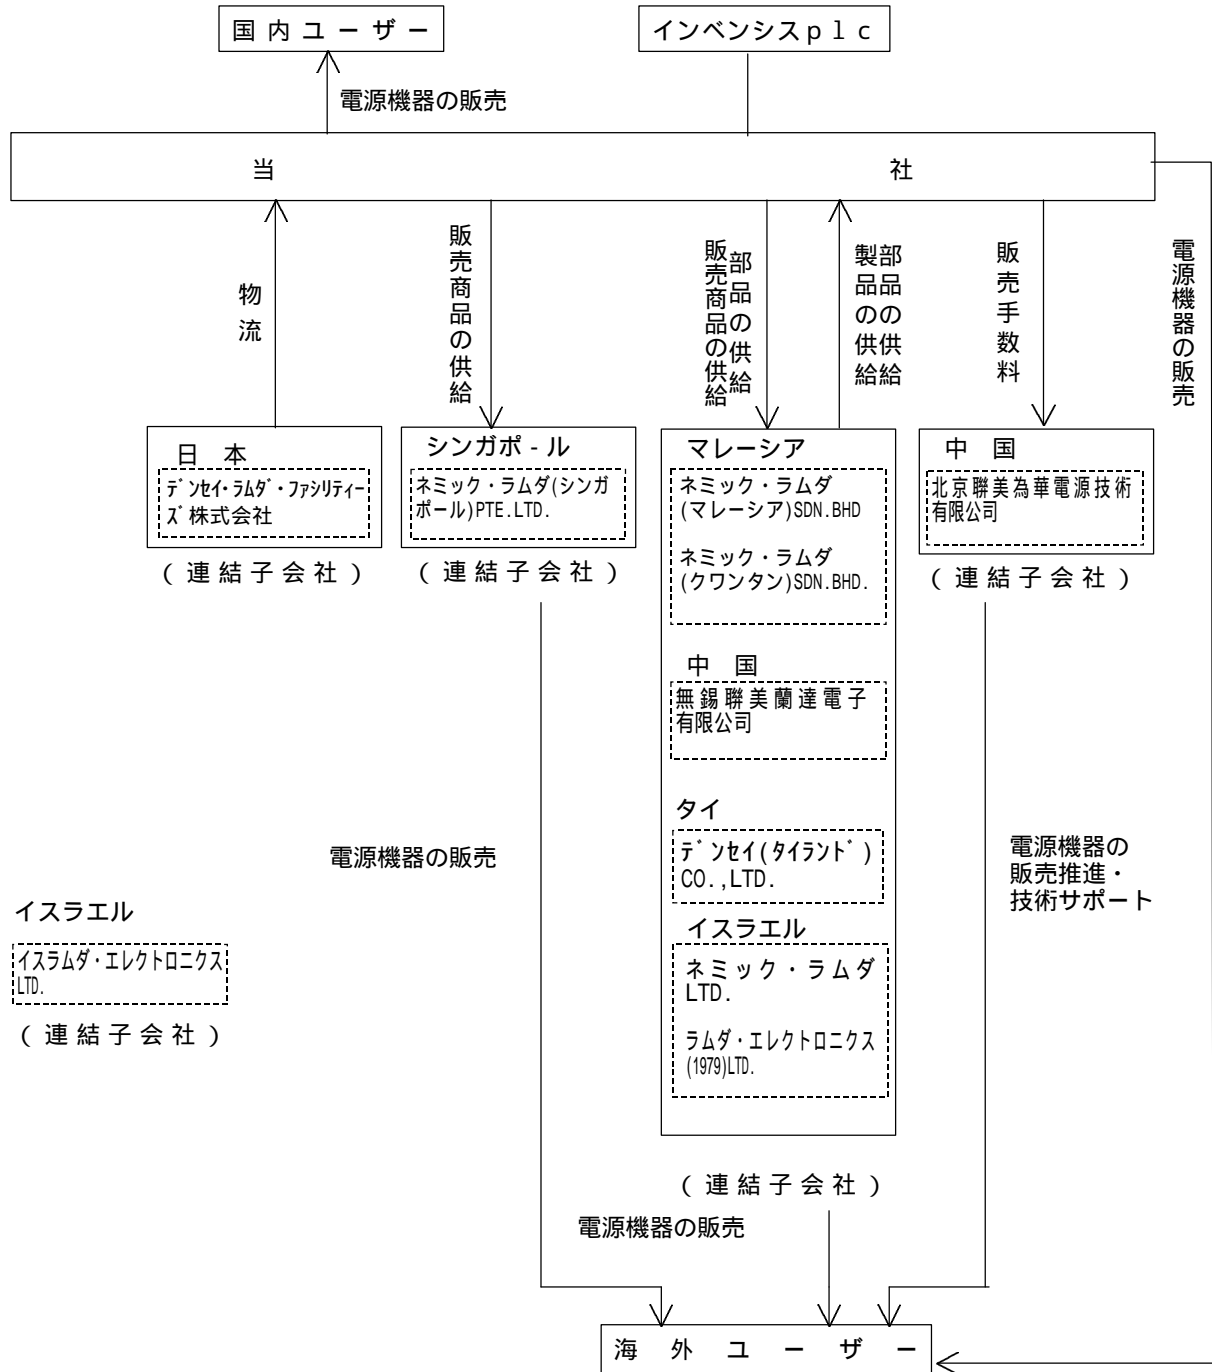 国内ユーザー
インベンシスｐｌｃ
電源機器の販売
当社
物流
販売商品の供給
部品の供給
販売商品の供給
部品の供給
製品の供給
販売手数料
電源機器の販売
日本
デンセイ・ラムダ・ファシリティー
ズ株式会社
(連結子会社)
シンガポ-ル
ネミック・ラムダ(シンガ
ポール)PTE.LTD.
(連結子会社)
マレーシア
ネミック・ラムダ
(マレーシア)SDN.BHD
ネミック・ラムダ
(クワンタン)SDN.BHD.
中国
無錫聯美蘭達電子
有限公司
タイ
デンセイ(タイランド)
CO.,LTD.
イスラエル
ネミック・ラムダ
LTD.
ラムダ・エレクトロニクス
(1979)LTD.
(連結子会社)
中国
北京聯美為華電源技術
有限公司
(連結子会社)
電源機器の販売
電源機器の
販売推進・
技術サポート
イスラエル
イスラムダ・エレクトロニクス
LTD.
(連結子会社)
電源機器の販売
海外ユーザー